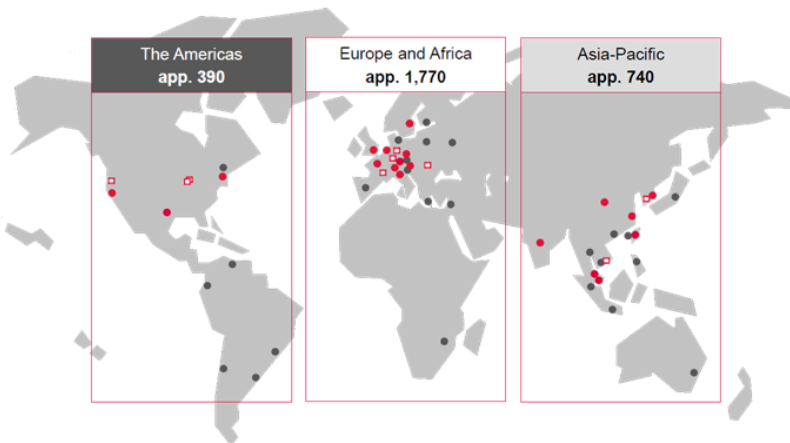 The Americas
app. 390
Europe and Africa
app. 1,770
Asia-Pacific
app. 740